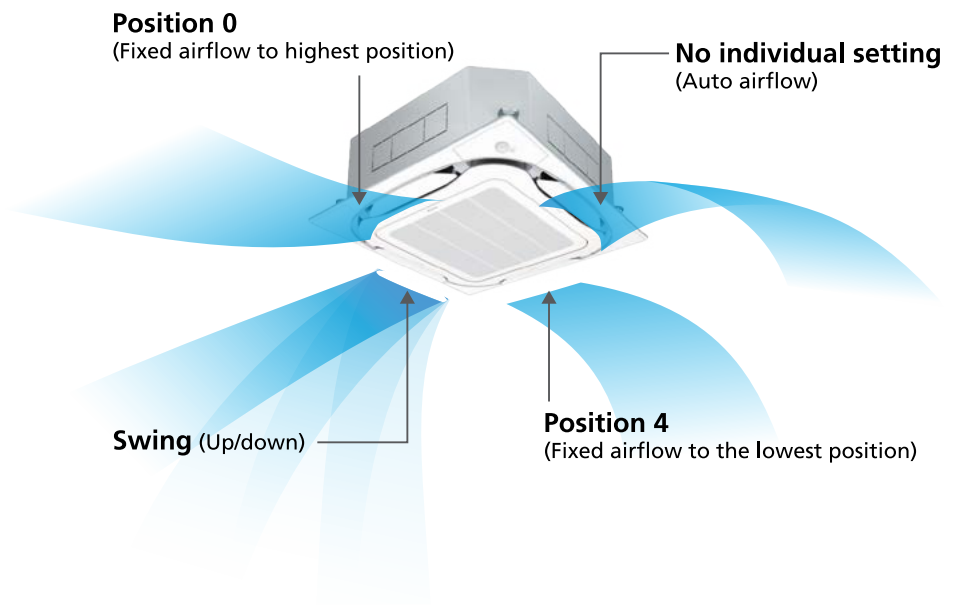 Position 0
(Fixed airflow to highest position)
No individual setting
(Auto airflow)
Swing (Up/down)
Position 4
(Fixed airflow to the lowest position)